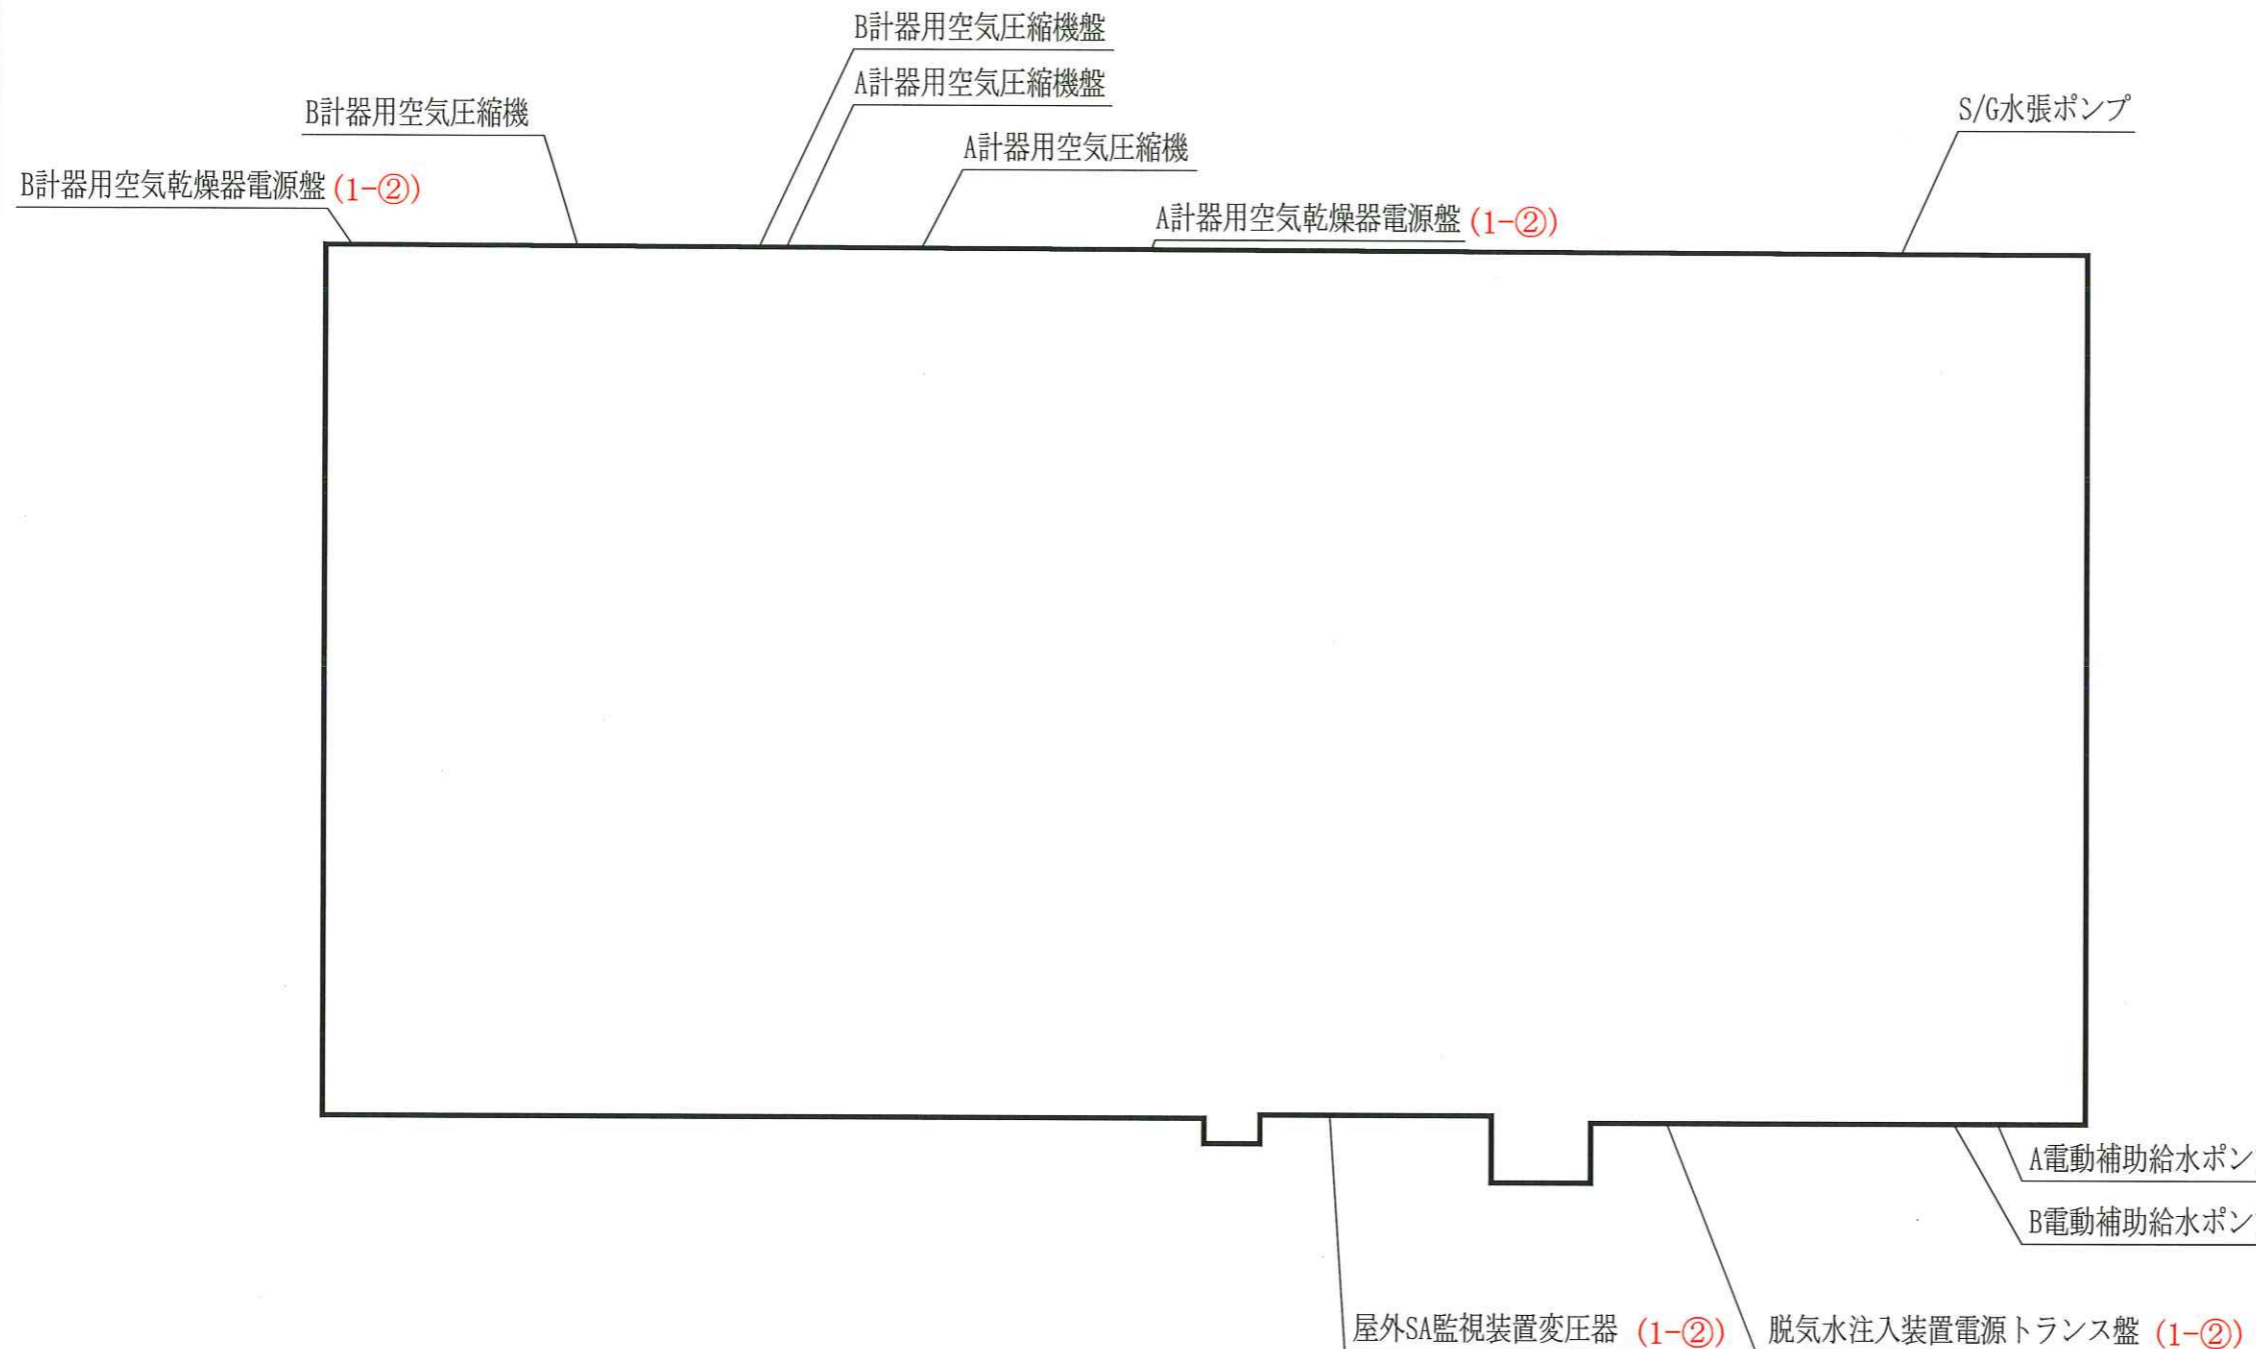 B計器用空気圧縮機盤
A計器用空気圧縮機盤
B計器用空気圧縮機
S/G水張ポンプ
A計器用空気圧縮機
B計器用空気乾燥器電源盤 (1-②)
A計器用空気乾燥器電源盤 (1-②)
A電動補助給水ポン
B電動補助給水ポン
屋外SA監視装置変圧器 (1-②)
脱気水注入装置電源トランス盤 (1-②)